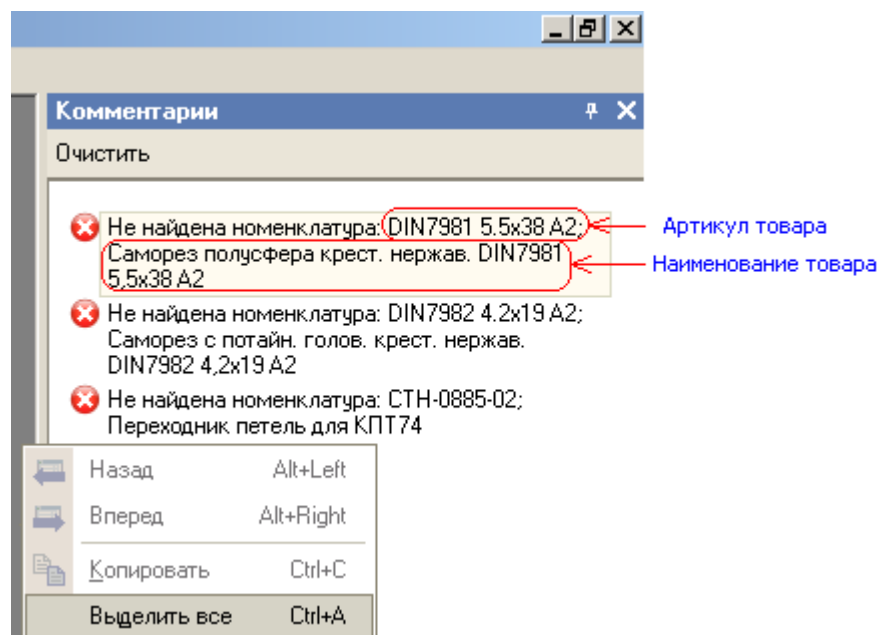 Комментарии
Очистить
Не найдена номенклатура: DIN7981 5.5x38 A2;
Саморез полусфера крест. нержав. DIN7981
5,5x38 A2
Артикул товара
Наименование товара
Не найдена номенклатура: DIN7982 4.2x19 A2;
Саморез с потайн. голов. крест. нержав.
DIN7982 4,2x19 A2
Не найдена номенклатура: СТН-0885-02;
Переходник петель для КПТ74
Назад Alt+Left
Вперед Alt+Right
Копировать Ctrl+C
Выделить все Ctrl+A